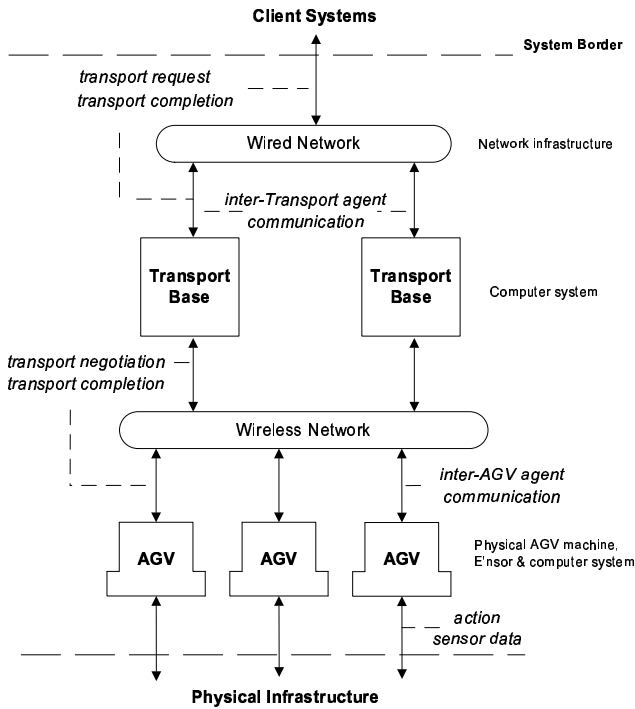 Client Systems
System Border
transport request
transport completion
Wired Network
Network infrastructure
inter-Transport agent
communication
Transport
Base
Transport
Base
Computer system
transport negotiation
transport completion
Wireless Network
inter-AGV agent
communication
AGV
AGV
AGV
Physical AGV machine,
E'nsor & computer system
action
sensor data
Physical Infrastructure